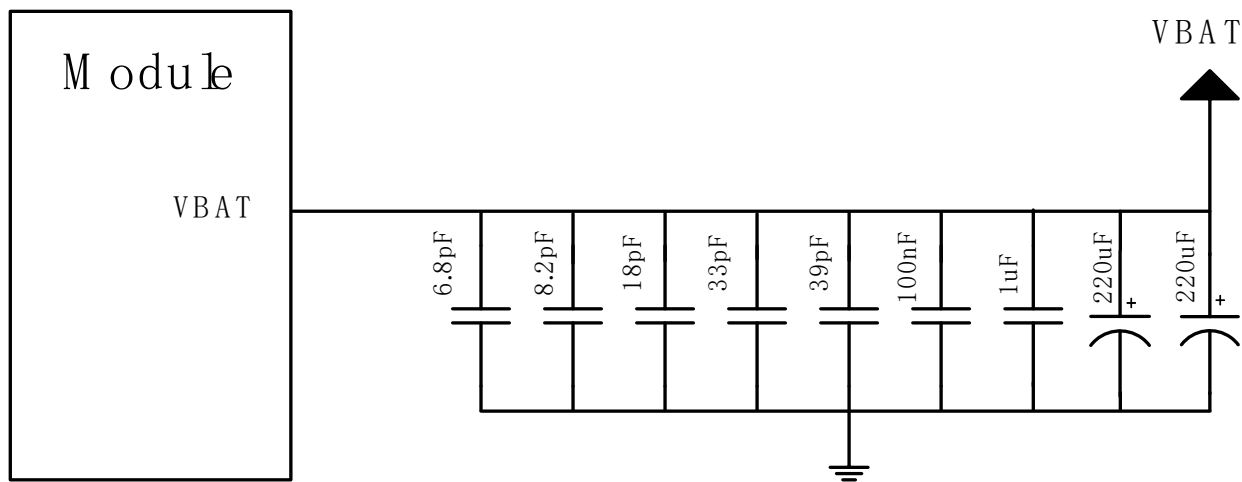 VBAT
Module
VBAT
6.8pF
8.2pF
18pF
33pF
39pF
100nF
1uF
220uF
+
220uF
+